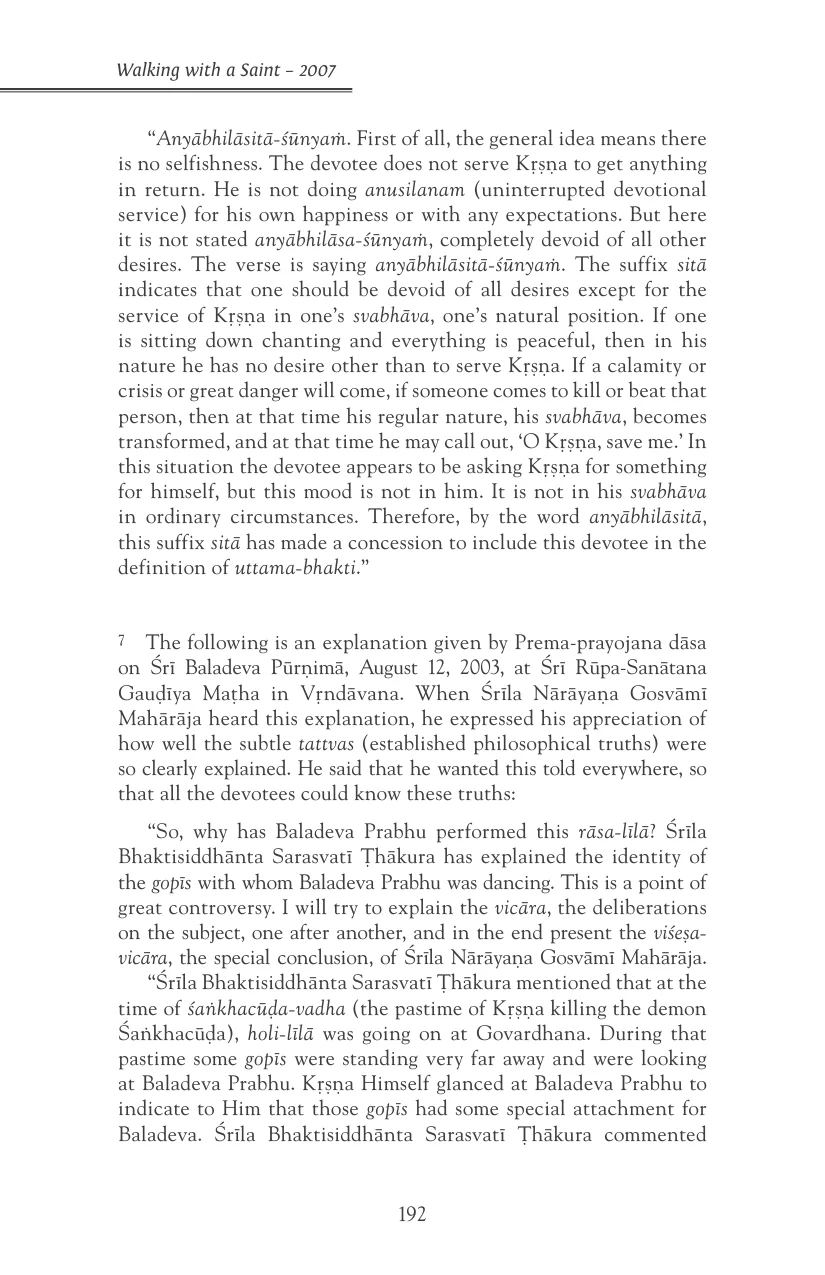 Walking with a Saint – 2007
“Anyābhilāsitā-śūnyaṁ. First of all, the general idea means there
is no selfishness. The devotee does not serve Kṛṣṇa to get anything
in return. He is not doing anusilanam (uninterrupted devotional
service) for his own happiness or with any expectations. But here
it is not stated anyābhilāsa-śūnyaṁ, completely devoid of all other
desires. The verse is saying anyābhilāsitā-śūnyaṁ. The suffix sitā
indicates that one should be devoid of all desires except for the
service of Kṛṣṇa in one’s svabhāva, one’s natural position. If one
is sitting down chanting and everything is peaceful, then in his
nature he has no desire other than to serve Kṛṣṇa. If a calamity or
crisis or great danger will come, if someone comes to kill or beat that
person, then at that time his regular nature, his svabhāva, becomes
transformed, and at that time he may call out, ‘O Kṛṣṇa, save me.’ In
this situation the devotee appears to be asking Kṛṣṇa for something
for himself, but this mood is not in him. It is not in his svabhāva
in ordinary circumstances. Therefore, by the word anyābhilāsitā,
this suffix sitā has made a concession to include this devotee in the
definition of uttama-bhakti.”
7 The following is an explanation given by Prema-prayojana dāsa
on Śrī Baladeva Pūrṇimā, August 12, 2003, at Śrī Rūpa-Sanātana
Gauḍīya Maṭha in Vṛndāvana. When Śrīla Nārāyaṇa Gosvāmī
Mahārāja heard this explanation, he expressed his appreciation of
how well the subtle tattvas (established philosophical truths) were
so clearly explained. He said that he wanted this told everywhere, so
that all the devotees could know these truths:
“So, why has Baladeva Prabhu performed this rāsa-līlā? Śrīla
Bhaktisiddhānta Sarasvatī Ṭhākura has explained the identity of
the gopīs with whom Baladeva Prabhu was dancing. This is a point of
great controversy. I will try to explain the vicāra, the deliberations
on the subject, one after another, and in the end present the viśeṣa-
vicāra, the special conclusion, of Śrīla Nārāyaṇa Gosvāmī Mahārāja.
“Śrīla Bhaktisiddhānta Sarasvatī Ṭhākura mentioned that at the
time of śaṅkhacūḍa-vadha (the pastime of Kṛṣṇa killing the demon
Śaṅkhacūḍa), holi-līlā was going on at Govardhana. During that
pastime some gopīs were standing very far away and were looking
at Baladeva Prabhu. Kṛṣṇa Himself glanced at Baladeva Prabhu to
indicate to Him that those gopīs had some special attachment for
Baladeva. Śrīla Bhaktisiddhānta Sarasvatī Ṭhākura commented
192